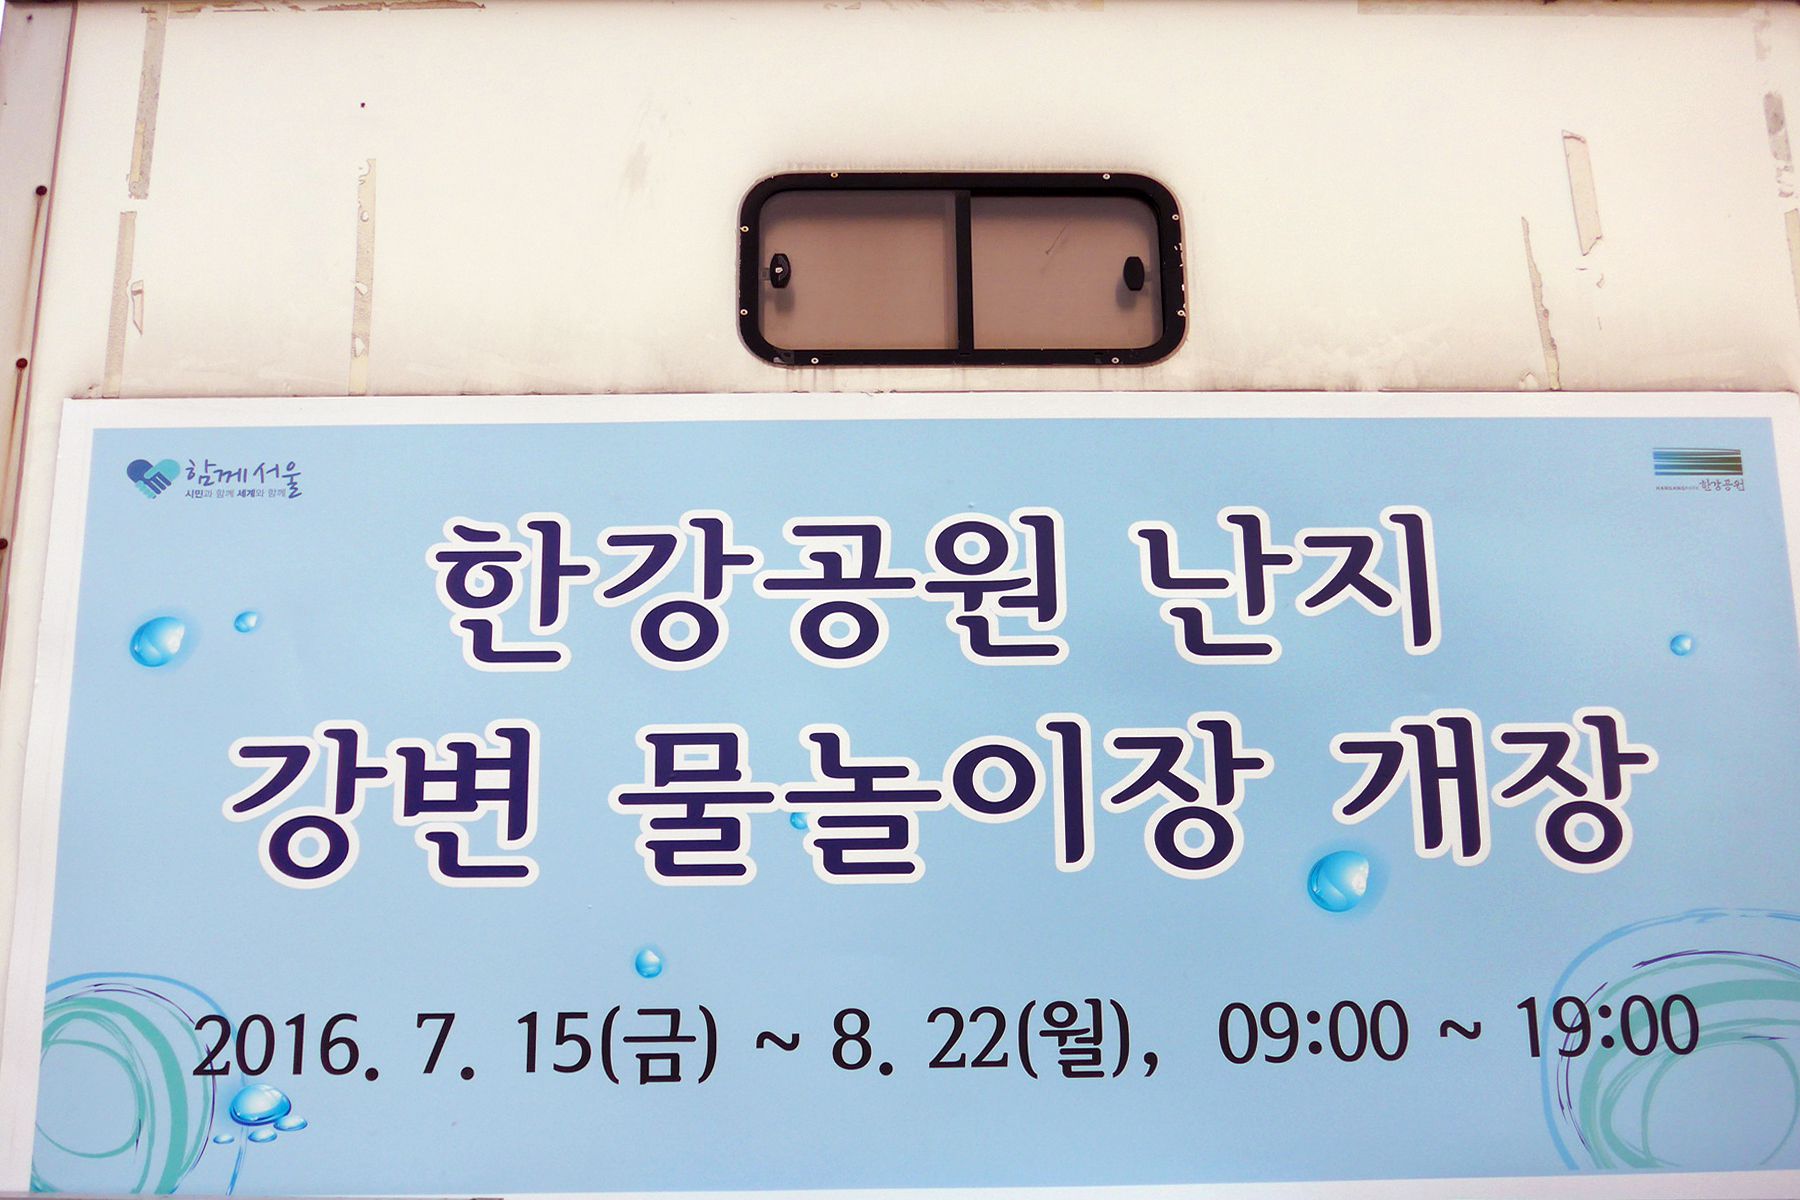 함께 서울
시민과 함께 세계와 함께
한강공원
한강공원 난지
강변 물놀이장 개장
2016. 7. 15(금) ~ 8. 22(월), 09:00 ~ 19:00